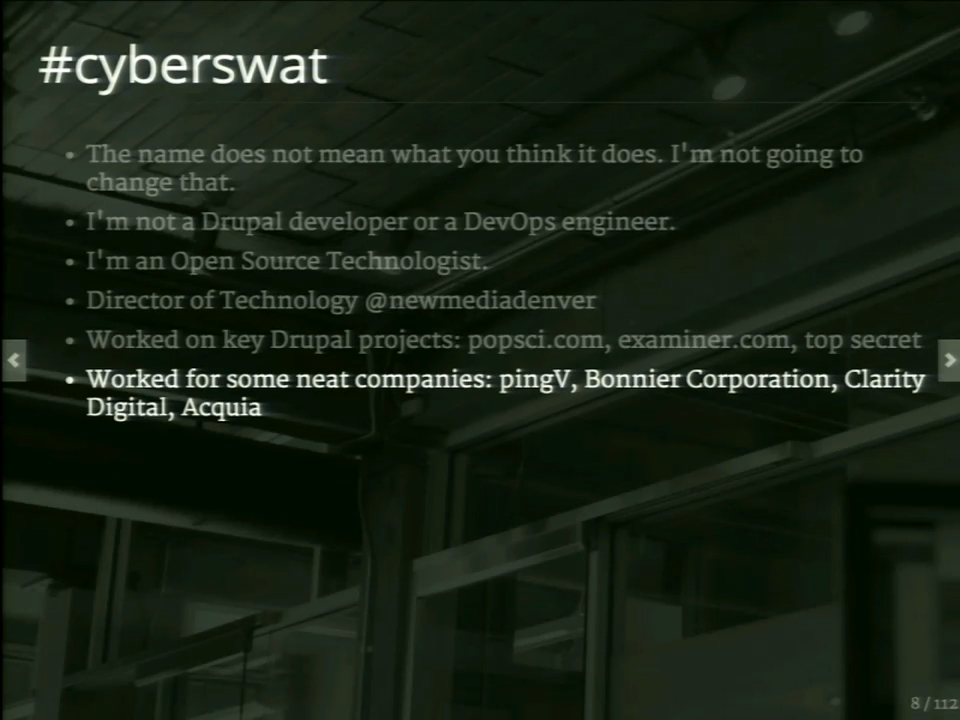 #cyberswat
• The name does not mean what you think it does. I'm not going to
change that.
• I'm not a Drupal developer or a DevOps engineer.
• I'm an Open Source Technologist.
• Director of Technology @newmediadenver
• Worked on key Drupal projects: popsci.com, examiner.com, top secret
• Worked for some neat companies: pingV, Bonnier Corporation, Clarity
Digital, Acquia
8 / 112